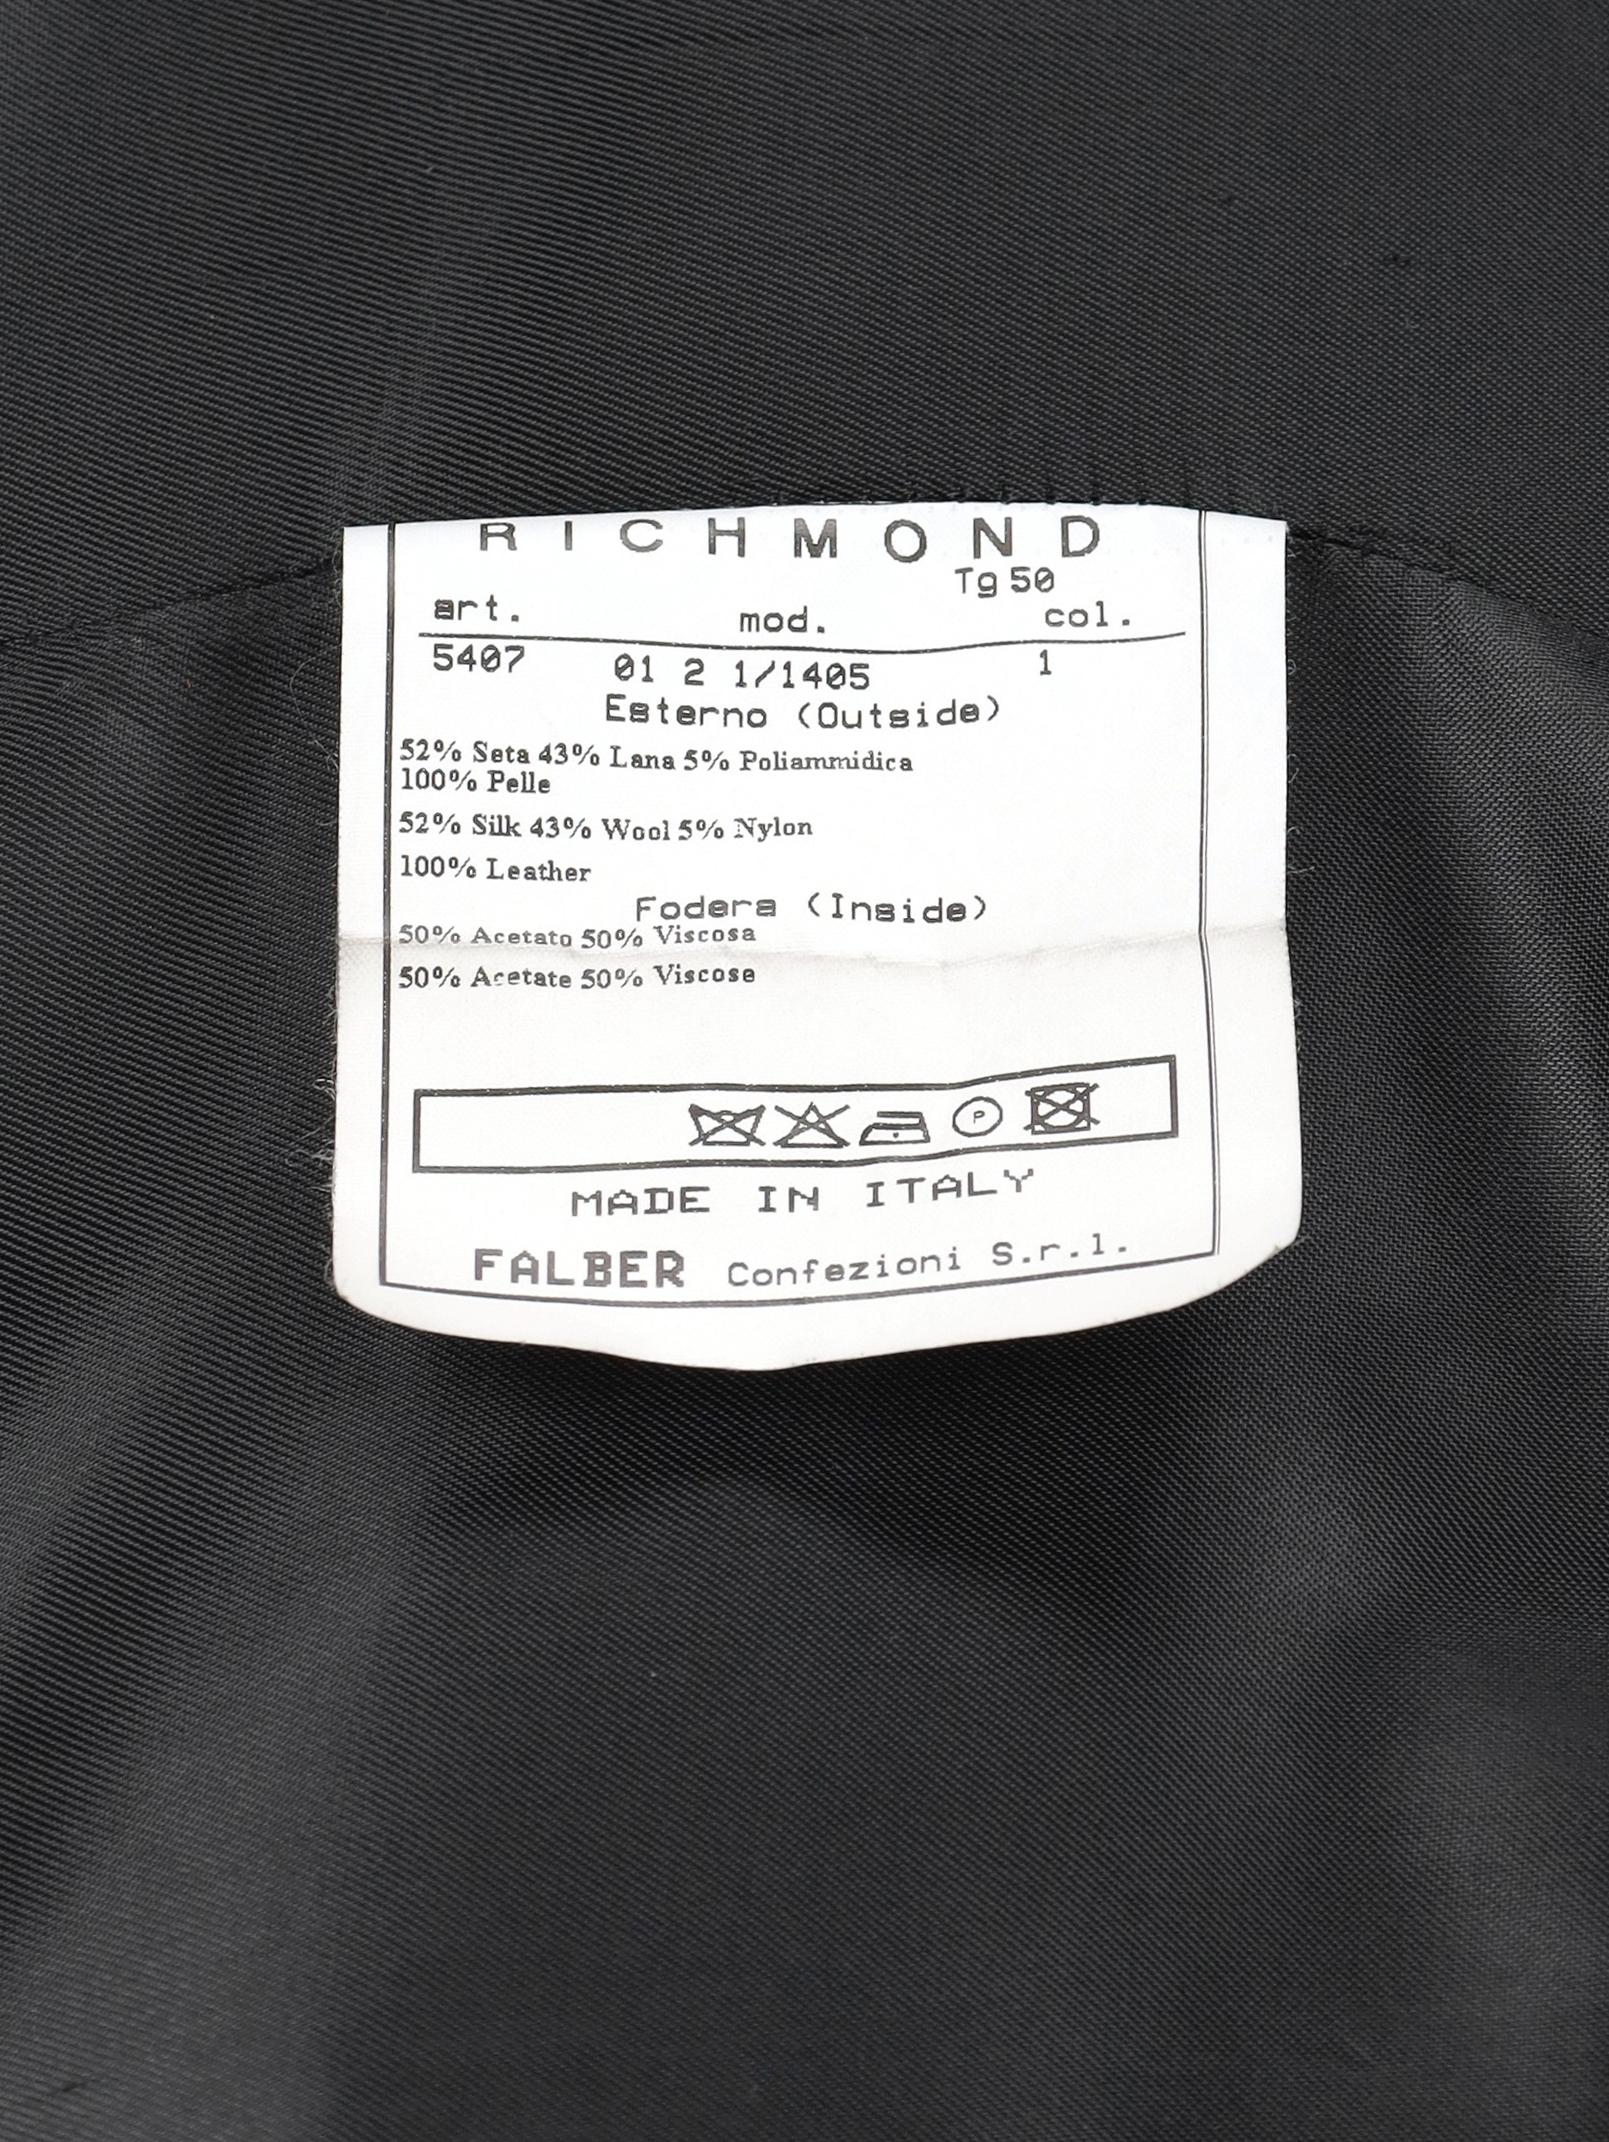 RICHMOND
Tg 50
art. mod. col.
5407 01 2 1/1405 1
Esterno (Outside)
52% Seta 43% Lana 5% Poliammidica
100% Pelle
52% Silk 43% Wool 5% Nylon
100% Leather
Fodera (Inside)
50% Acetato 50% Viscosa
50% Acetate 50% Viscose
P
MADE IN ITALY
FALBER Confezioni S.r.l.